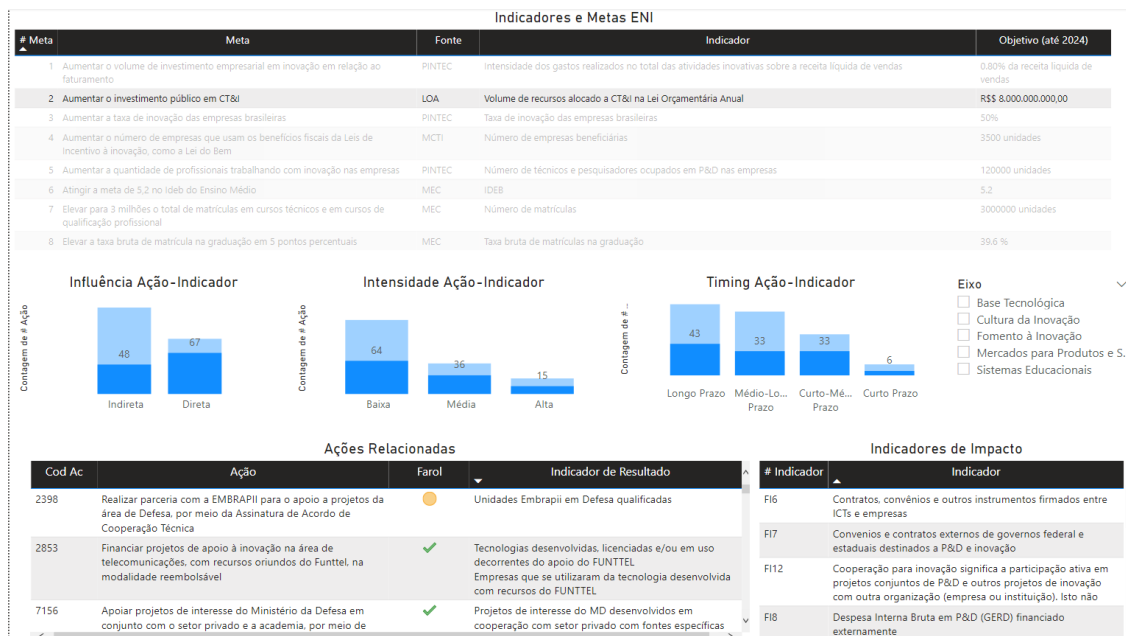 Indicadores e Metas ENI
# Meta Meta Fonte Indicador Objetivo (até 2024)
1 Aumentar o volume de investimento empresarial em inovação em relação ao faturamento PINTEC Intensidade dos gastos realizados no total das atividades inovativas sobre a receita líquida de vendas 0.80% da receita liquida de vendas
2 Aumentar o investimento público em CT&I LOA Volume de recursos alocado a CT&I na Lei Orçamentária Anual R$$ 8.000.000.000,00
3 Aumentar a taxa de inovação das empresas brasileiras PINTEC Taxa de inovação das empresas brasileiras 50%
4 Aumentar o número de empresas que usam os benefícios fiscais da Leis de Incentivo à inovação, como a Lei do Bem MCTI Número de empresas beneficiárias 3500 unidades
5 Aumentar a quantidade de profissionais trabalhando com inovação nas empresas PINTEC Número de técnicos e pesquisadores ocupados em P&D nas empresas 120000 unidades
6 Atingir a meta de 5,2 no Ideb do Ensino Médio MEC IDEB 5.2
7 Elevar para 3 milhões o total de matrículas em cursos técnicos e em cursos de qualificação profissional MEC Número de matrículas 3000000 unidades
8 Elevar a taxa bruta de matrícula na graduação em 5 pontos percentuais MEC Taxa bruta de matrículas na graduação 39.6 %
Influência Ação-Indicador
Contagem de # Ação
48
67
Indireta Direta
Intensidade Ação-Indicador
Contagem de # Ação
64
36
15
Baixa Média Alta
Timing Ação-Indicador
Contagem de # ...
43
33
33
6
Longo Prazo Médio-Lo... Prazo Curto-Mé... Prazo Curto Prazo
Eixo
Base Tecnológica
Cultura da Inovação
Fomento à Inovação
Mercados para Produtos e S.
Sistemas Educacionais
Ações Relacionadas
Cod Ac Ação Farol Indicador de Resultado
2398 Realizar parceria com a EMBRAPII para o apoio a projetos da área de Defesa, por meio da Assinatura de Acordo de Cooperação Técnica Unidades Embrapii em Defesa qualificadas
2853 Financiar projetos de apoio à inovação na área de telecomunicações, com recursos oriundos do Funttel, na modalidade reembolsável Tecnologias desenvolvidas, licenciadas e/ou em uso decorrentes do apoio do FUNTTEL
Empresas que se utilizaram da tecnologia desenvolvida com recursos do FUNTTEL
7156 Apoiar projetos de interesse do Ministério da Defesa em conjunto com o setor privado e a academia, por meio de Projetos de interesse do MD desenvolvidos em cooperação com setor privado com fontes específicas
Indicadores de Impacto
# Indicador Indicador
FI6 Contratos, convênios e outros instrumentos firmados entre ICTs e empresas
FI7 Convenios e contratos externos de governos federal e estaduais destinados a P&D e inovação
FI12 Cooperação para inovação significa a participação ativa em projetos conjuntos de P&D e outros projetos de inovação com outra organização (empresa ou instituição). Isto não
FI8 Despesa Interna Bruta em P&D (GERD) financiado externamente